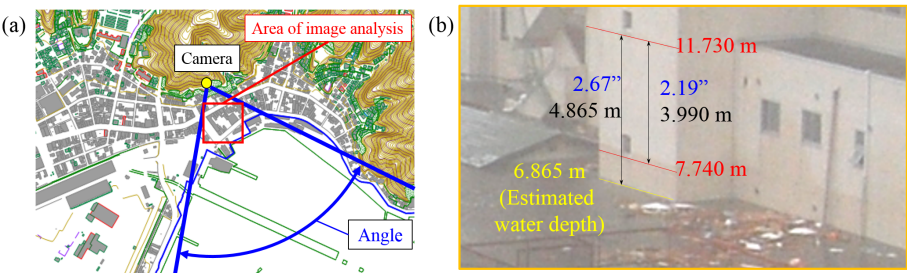 (a)
Area of image analysis
Camera
Angle
(b)
11.730 m
2.67”
4.865 m
2.19”
3.990 m
7.740 m
6.865 m
(Estimated
water depth)